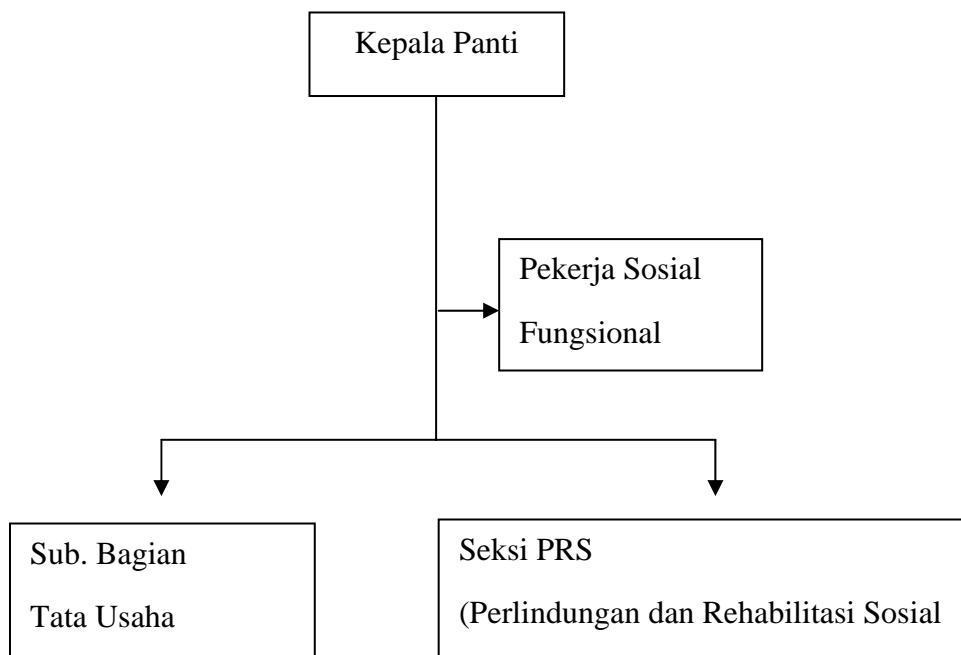 Kepala Panti
Pekerja Sosial
Fungsional
Sub. Bagian
Tata Usaha
Seksi PRS
(Perlindungan dan Rehabilitasi Sosial